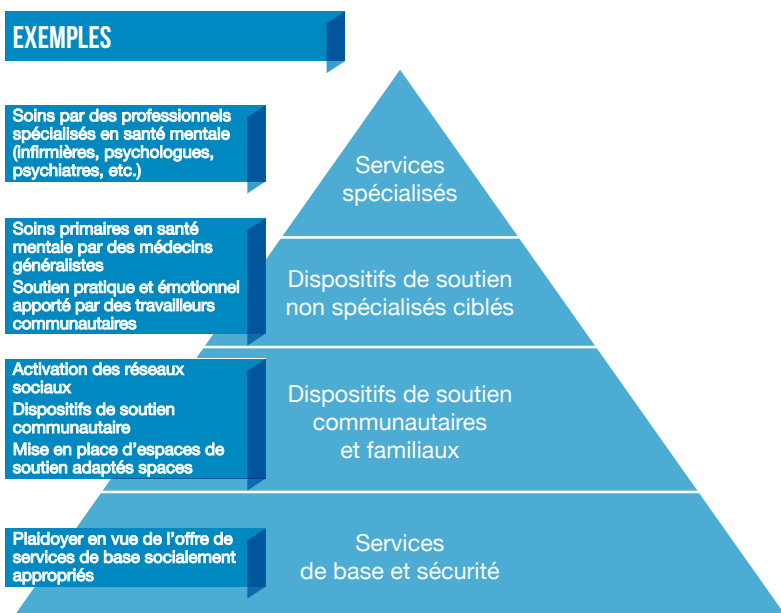 EXEMPLES
Soins par des professionnels
spécialisés en santé mentale
(infirmières, psychologues,
psychiatres, etc.)
Services
spécialisés
Soins primaires en santé
mentale par des médecins
généralistes
Soutien pratique et émotionnel
apporté par des travailleurs
communautaires
Dispositifs de soutien
non spécialisés ciblés
Activation des réseaux
sociaux
Dispositifs de soutien
communautaire
Mise en place d’espaces de
soutien adaptés spaces
Dispositifs de soutien
communautaires
et familiaux
Plaidoyer en vue de l’offre de
services de base socialement
appropriés
Services
de base et sécurité